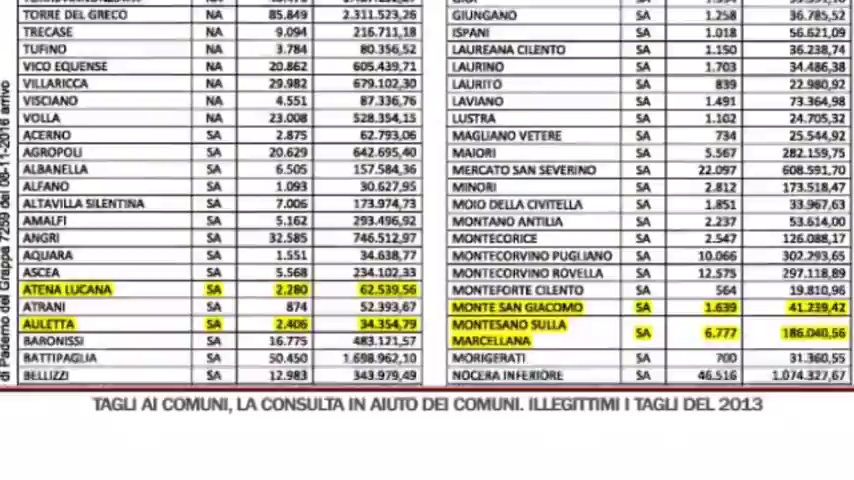 TORRE DEL GRECO NA 85.849 2.311.523,26
TRECASE NA 9.094 216.711,18
TUFINO NA 3.784 80.356,52
VICO EQUENSE NA 20.862 605.439,71
VILLARICCA NA 29.982 679.102,30
VISCIANO NA 4.551 87.336,76
VOLLA NA 23.008 528.354,15
ACERNO SA 2.875 62.793,06
AGROPOLI SA 20.629 642.695,40
ALBANELLA SA 6.505 157.584,36
ALFANO SA 1.093 30.627,95
ALTAVILLA SILENTINA SA 7.006 173.974,73
AMALFI SA 5.162 293.496,92
ANGRI SA 32.585 746.512,97
AQUARA SA 1.551 34.638,77
ASCEA SA 5.568 234.102,33
ATENA LUCANA SA 2.280 62.539,56
ATRANI SA 874 52.393,67
AULETTA SA 2.406 34.354,79
BARONISSI SA 16.775 483.121,57
BATTIPAGLIA SA 50.450 1.698.962,10
BELLIZZI SA 12.983 343.979,49
GIUNGANO SA 1.258 36.785,52
ISPANI SA 1.018 56.621,09
LAUREANA CILENTO SA 1.150 36.238,74
LAURINO SA 1.703 34.486,38
LAURITO SA 839 22.980,92
LAVIANO SA 1.491 73.364,98
LUSTRA SA 1.102 24.705,32
MAGLIANO VETERE SA 734 25.544,92
MAIORI SA 5.567 282.159,75
MERCATO SAN SEVERINO SA 22.097 608.591,70
MINORI SA 2.812 173.518,47
MOIO DELLA CIVITELLA SA 1.851 33.967,63
MONTANO ANTILIA SA 2.237 53.614,00
MONTECORICE SA 2.547 126.088,17
MONTECORVINO PUGLIANO SA 10.066 302.293,65
MONTECORVINO ROVELLA SA 12.575 297.118,89
MONTEFORTE CILENTO SA 564 19.810,96
MONTE SAN GIACOMO SA 1.639 41.239,42
MONTESANO SULLA
MARCELLANA SA 6.777 186.040,56
MORIGERATI SA 700 31.360,55
NOCERA INFERIORE SA 46.516 1.074.327,67
di Paderno del Grappa 7259 del 08-11-2016 arrivo
TAGLI AI COMUNI, LA CONSULTA IN AIUTO DEI COMUNI. ILLEGITTIMI I TAGLI DEL 2013